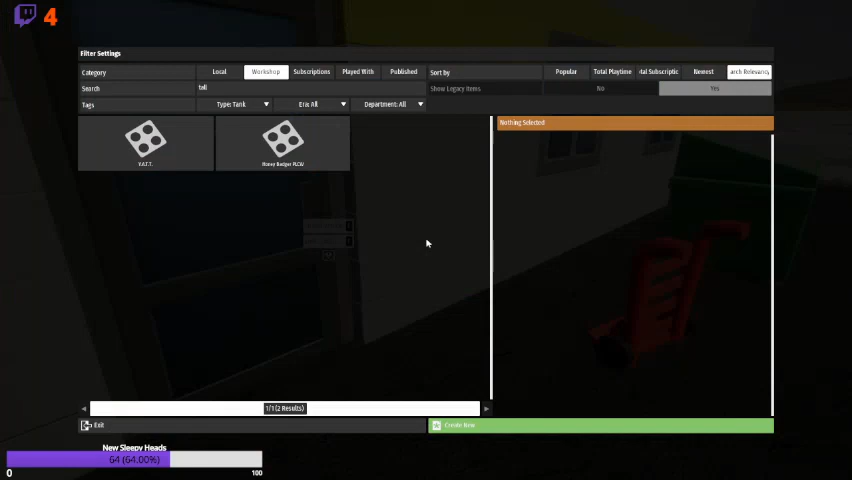 4
Filter Settings
Category Local Workshop Subscriptions Played With Published Sort by Popular Total Playtime tal Subscriptic Newest arch Relevancy
Search tall Show Legacy Items No Yes
Tags Type: Tank Era: All Department: All
Nothing Selected
Y.A.T.T. Honey Badger PLCW
1/1 (2 Results)
Exit Create New
New Sleepy Heads
64 (64.00%)
0 100